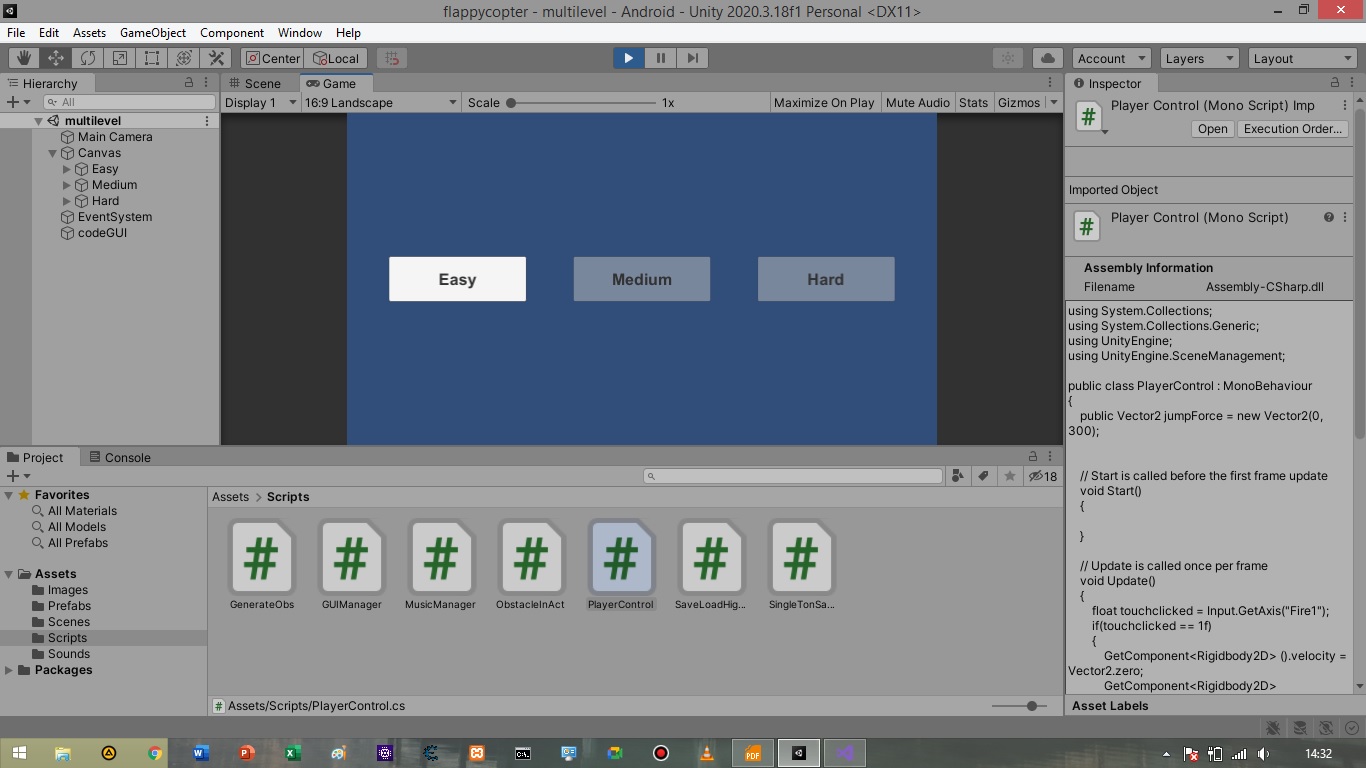 flappycopter - multilevel - Android - Unity 2020.3.18f1 Personal <DX11>
File Edit Assets GameObject Component Window Help
Center Local Account Layers Layout
Hierarchy
All
multilevel
Main Camera
Canvas
Easy
Medium
Hard
EventSystem
codeGUI
Scene Game
Display 1 16:9 Landscape Scale 1x Maximize On Play Mute Audio Stats Gizmos
Easy Medium Hard
Project Console
18
Favorites
All Materials
All Models
All Prefabs
Assets
Images
Prefabs
Scenes
Scripts
Sounds
Packages
Assets > Scripts
GenerateObs GUIManager MusicManager ObstacleInAct PlayerControl SaveLoadHig... SingleTonSa...
Assets/Scripts/PlayerControl.cs
Inspector
Player Control (Mono Script) Imp
Open Execution Order...
Imported Object
Player Control (Mono Script)
Assembly Information
Filename Assembly-CSharp.dll
using System.Collections;
using System.Collections.Generic;
using UnityEngine;
using UnityEngine.SceneManagement;
public class PlayerControl : MonoBehaviour
{
public Vector2 jumpForce = new Vector2(0,
300);
// Start is called before the first frame update
void Start()
{
}
// Update is called once per frame
void Update()
{
float touchclicked = Input.GetAxis("Fire1");
if(touchclicked == 1f)
{
GetComponent<Rigidbody2D> ().velocity =
Vector2.zero;
GetComponent<Rigidbody2D>
Asset Labels
14:32